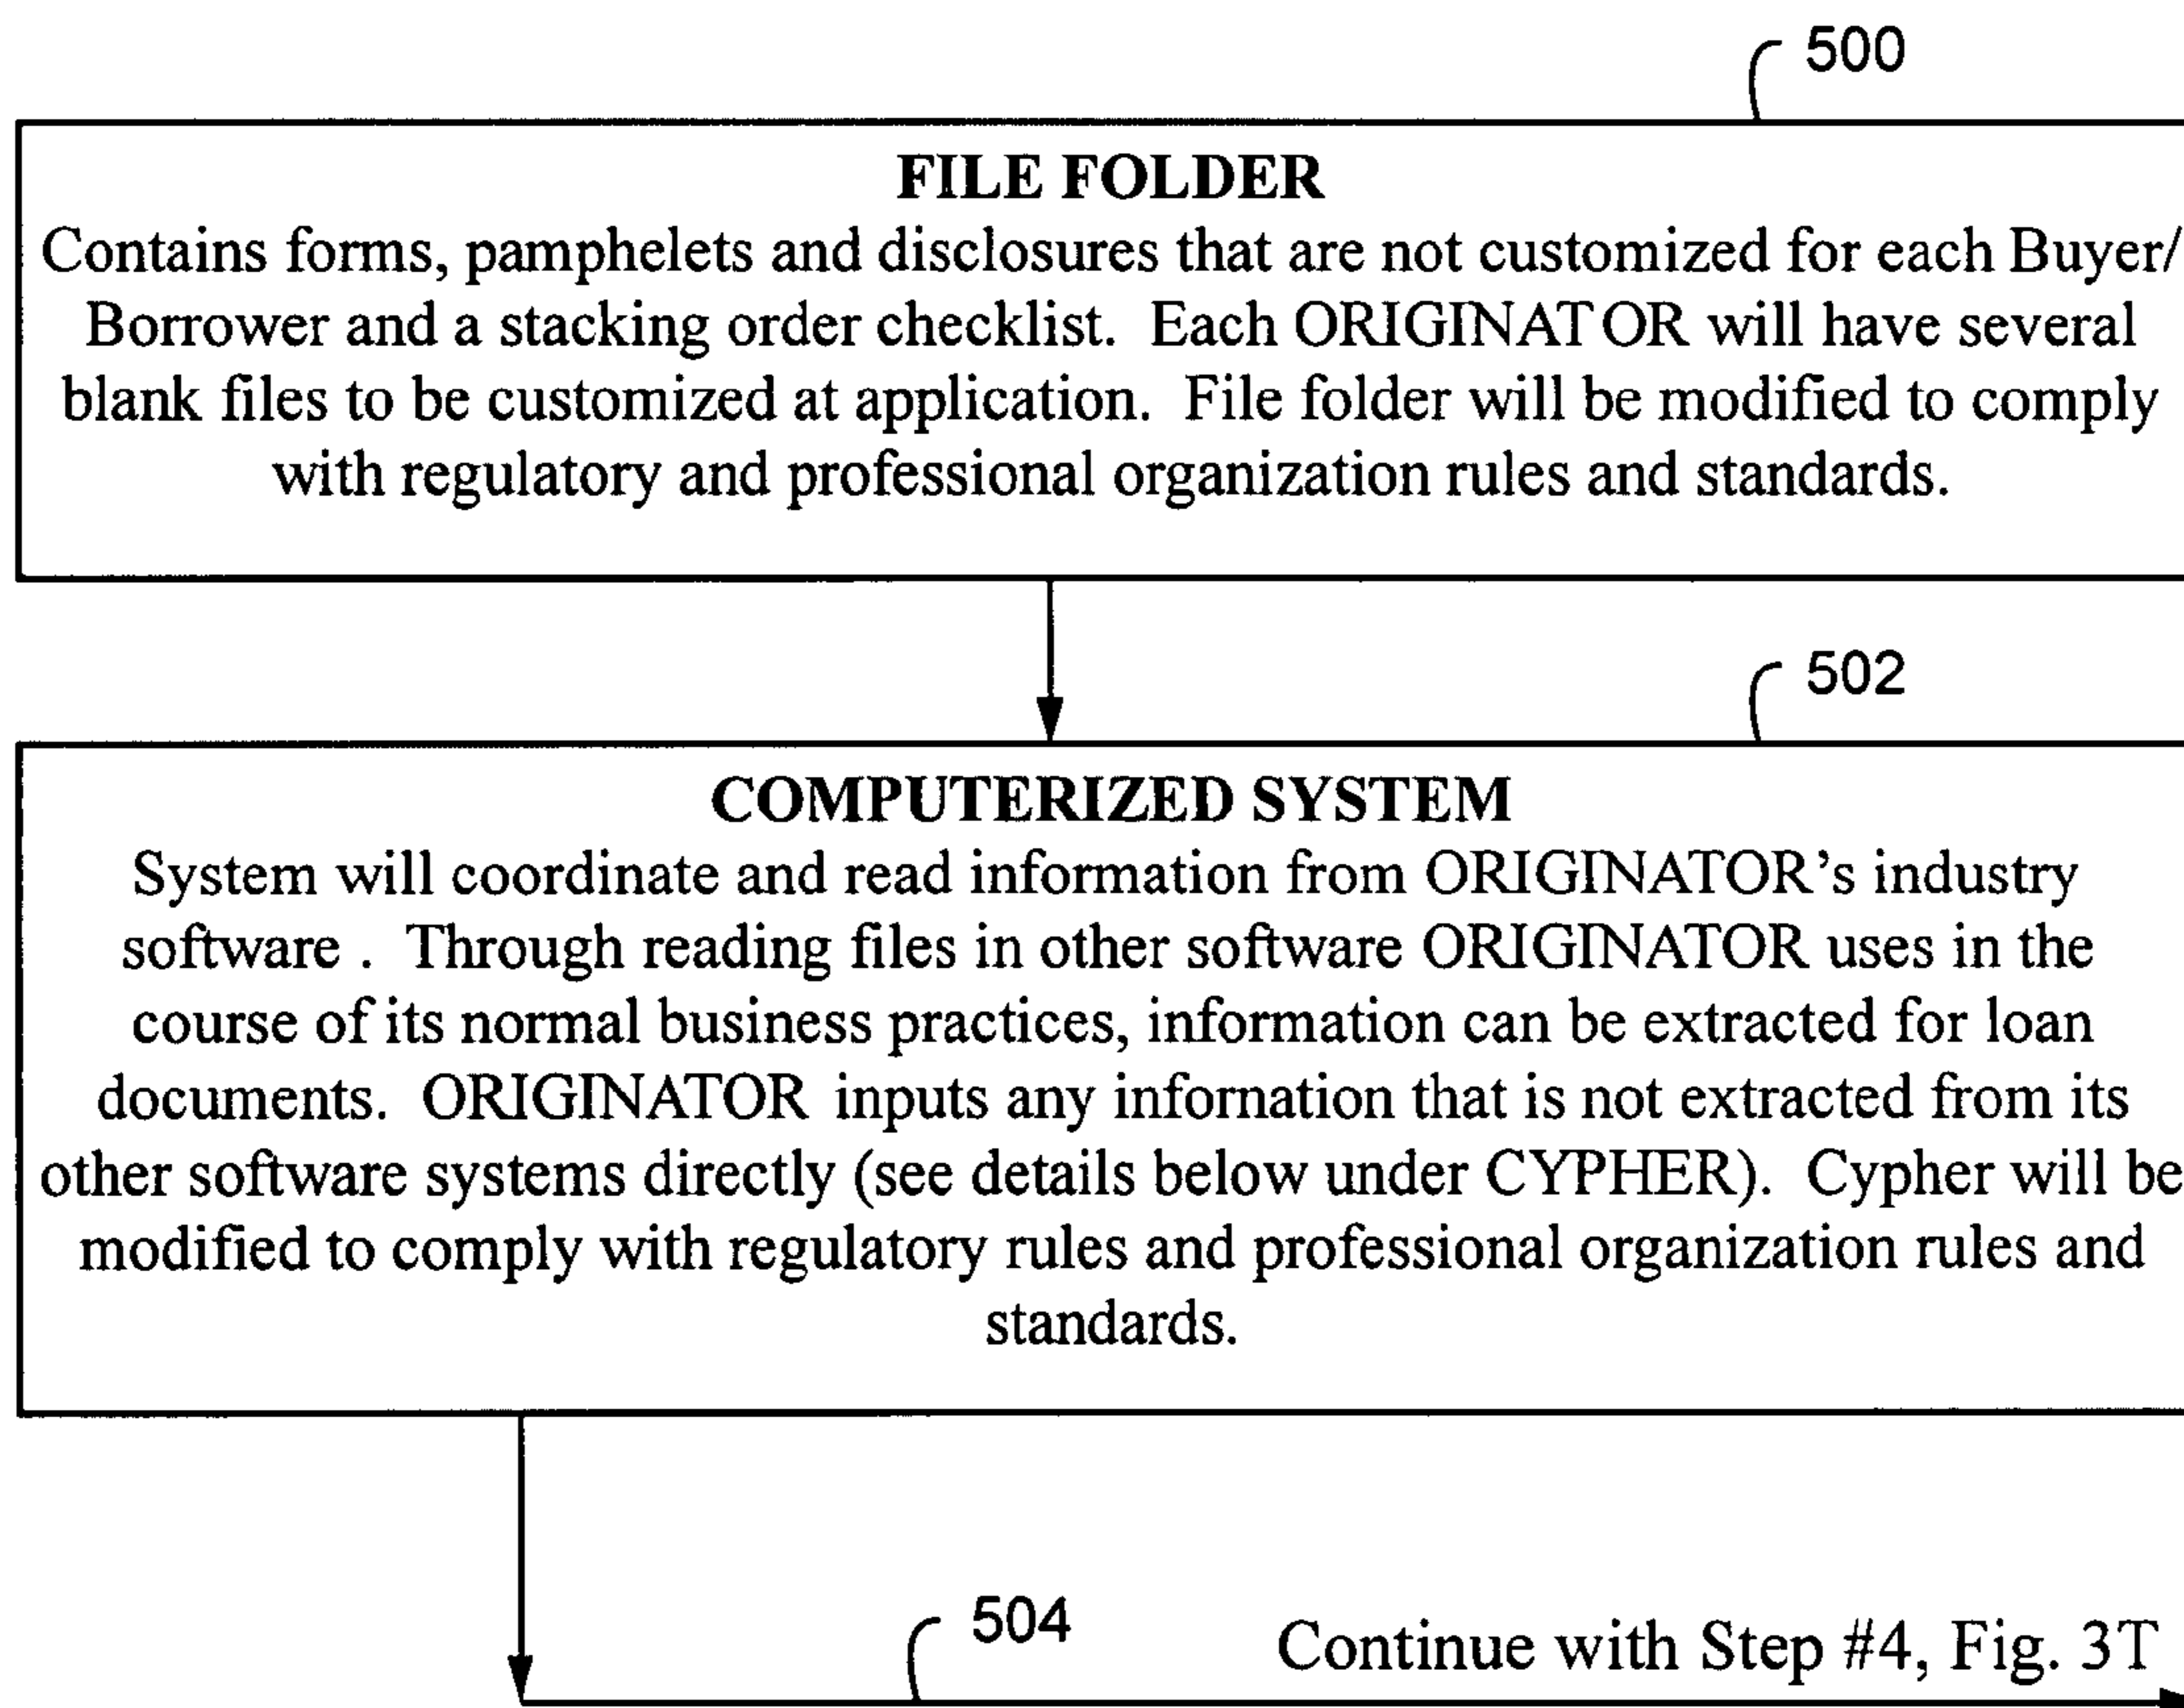 500
FILE FOLDER
Contains forms, pamphelets and disclosures that are not customized for each Buyer/
Borrower and a stacking order checklist. Each ORIGINATOR will have several
blank files to be customized at application. File folder will be modified to comply
with regulatory and professional organization rules and standards.
502
COMPUTERIZED SYSTEM
System will coordinate and read information from ORIGINATOR’s industry
software . Through reading files in other software ORIGINATOR uses in the
course of its normal business practices, information can be extracted for loan
documents. ORIGINATOR inputs any infornation that is not extracted from its
other software systems directly (see details below under CYPHER). Cypher will be
modified to comply with regulatory rules and professional organization rules and
standards.
504
Continue with Step #4, Fig. 3T